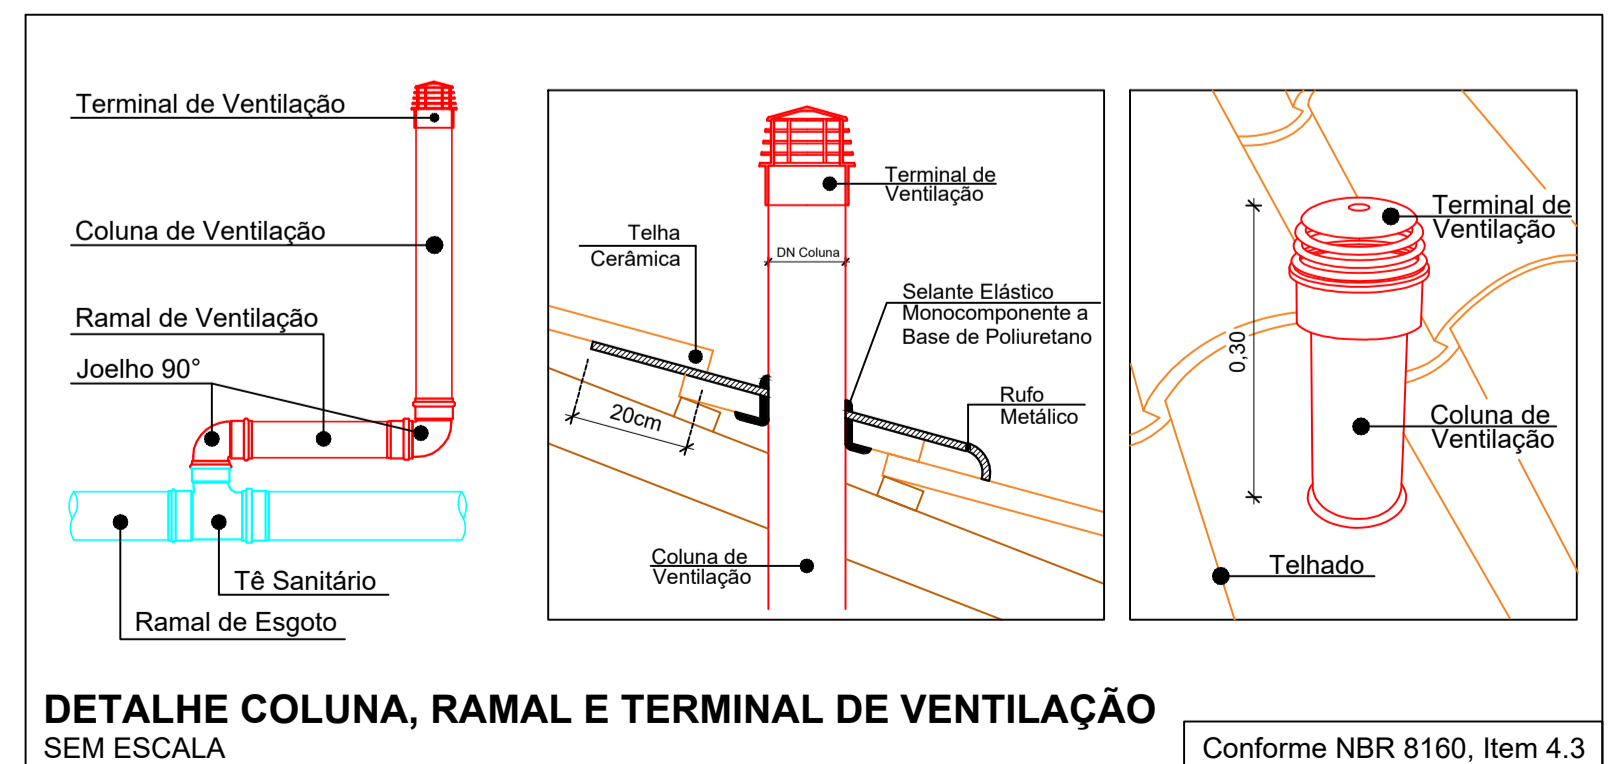 Terminal de Ventilação
Coluna de Ventilação
Ramal de Ventilação
Joelho 90°
Tê Sanitário
Ramal de Esgoto
Terminal de
Ventilação
Telha
Cerâmica
DN Coluna
Selante Elástico
Monocomponente a
Base de Poliuretano
Rufo
Metálico
20cm
Coluna de
Ventilação
Terminal de
Ventilação
0,30
Coluna de
Ventilação
Telhado
DETALHE COLUNA, RAMAL E TERMINAL DE VENTILAÇÃO
SEM ESCALA
Conforme NBR 8160, Item 4.3